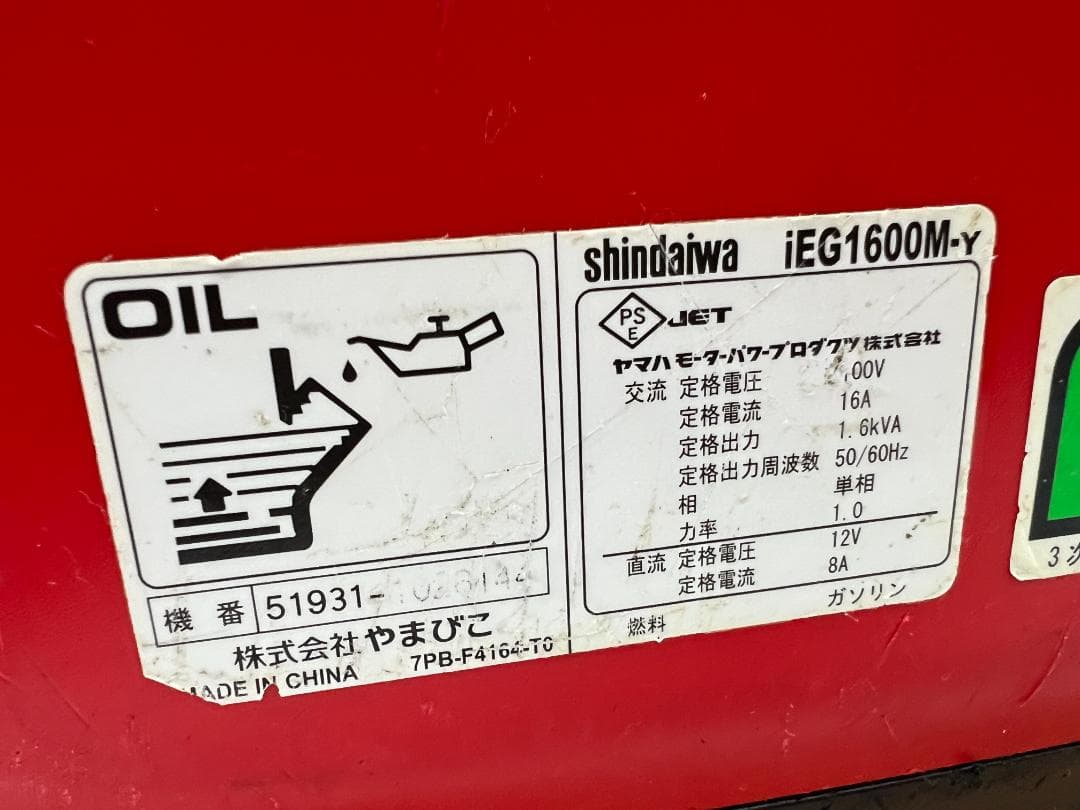 OIL
機番 51931-
株式会社やまびこ
7PB-F4164-T0
MADE IN CHINA
shindaiwa iEG1600M-Y
PS E JET
ヤマハモーターパワープロダクツ株式会社
交流 定格電圧 100V
定格電流 16A
定格出力 1.6kVA
定格出力周波数 50/60Hz
相 単相
力率 1.0
直流 定格電圧 12V
定格電流 8A
燃料 ガソリン
3次